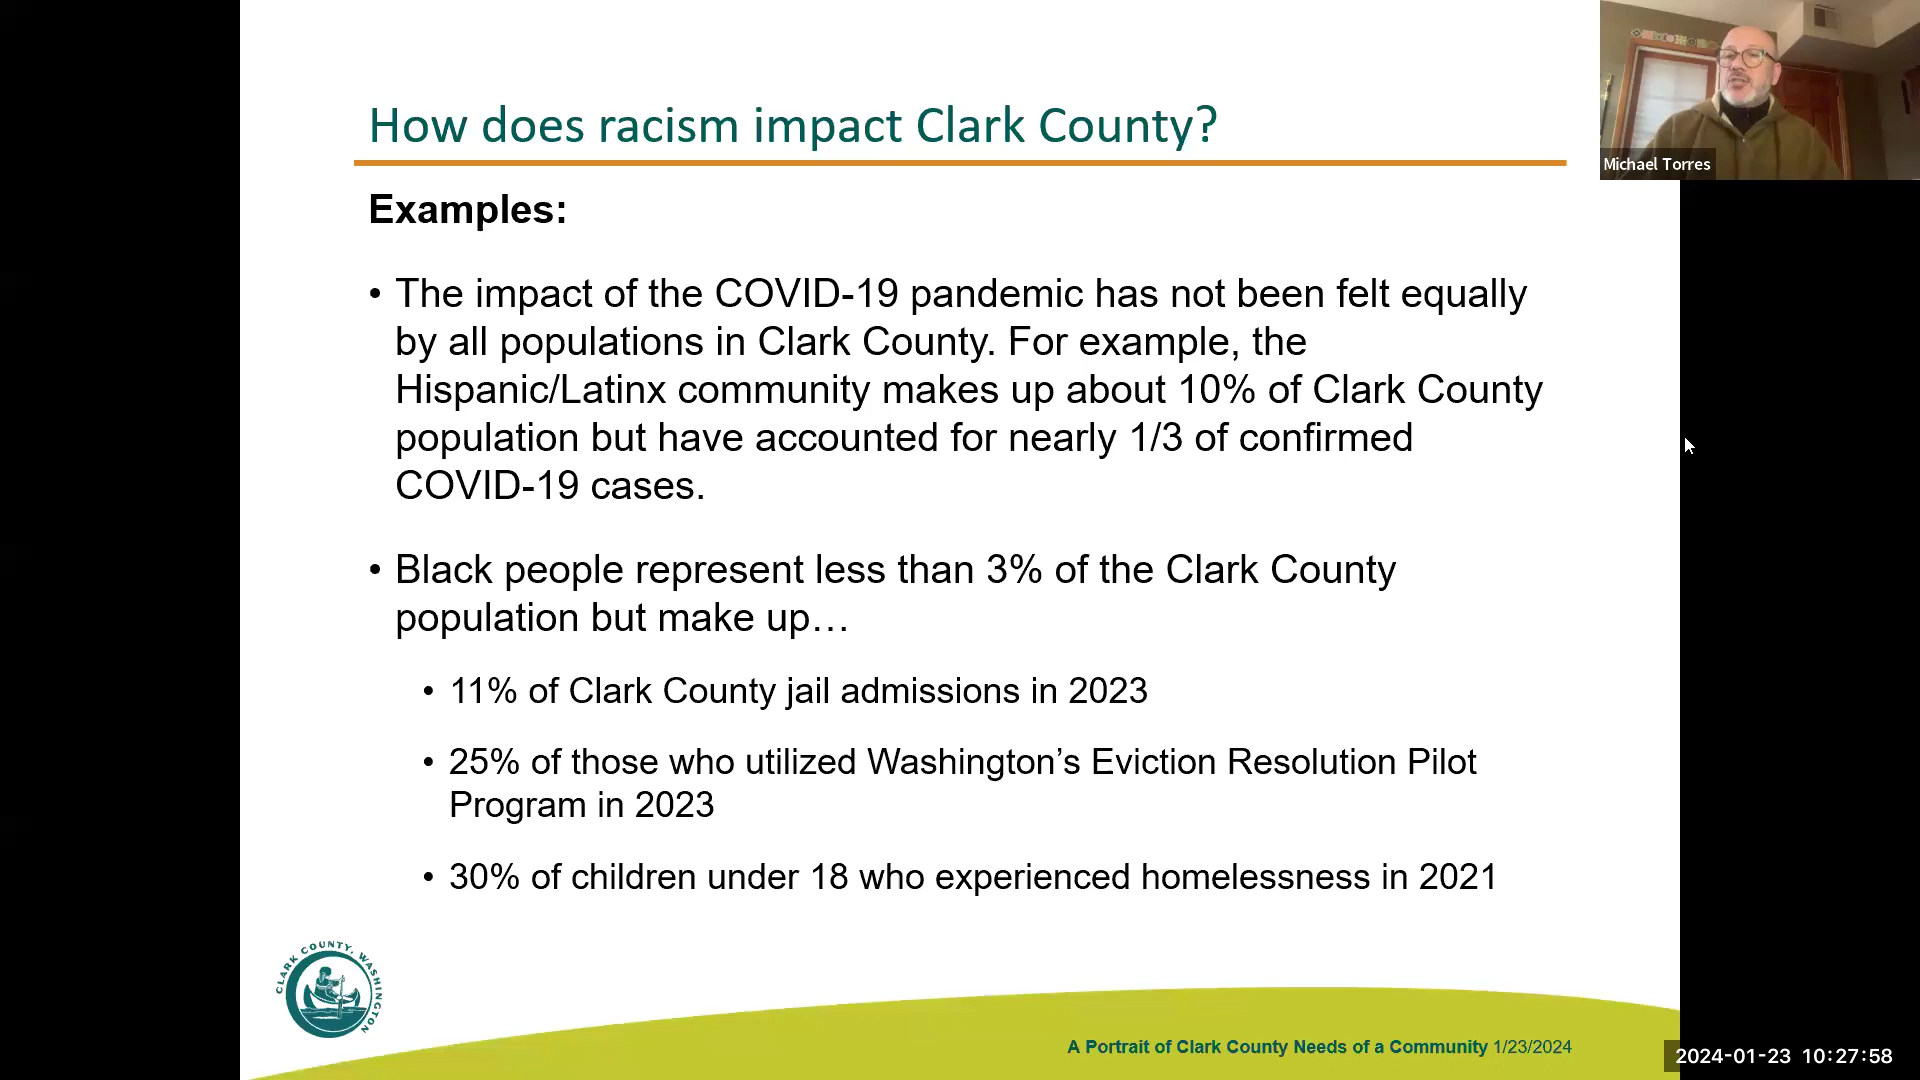 How does racism impact Clark County?
Michael Torres
Examples:
• The impact of the COVID-19 pandemic has not been felt equally
by all populations in Clark County. For example, the
Hispanic/Latinx community makes up about 10% of Clark County
population but have accounted for nearly 1/3 of confirmed
COVID-19 cases.
• Black people represent less than 3% of the Clark County
population but make up…
• 11% of Clark County jail admissions in 2023
• 25% of those who utilized Washington’s Eviction Resolution Pilot
Program in 2023
• 30% of children under 18 who experienced homelessness in 2021
CLARK COUNTY, WASHINGTON
A Portrait of Clark County Needs of a Community 1/23/2024
2024-01-23 10:27:58